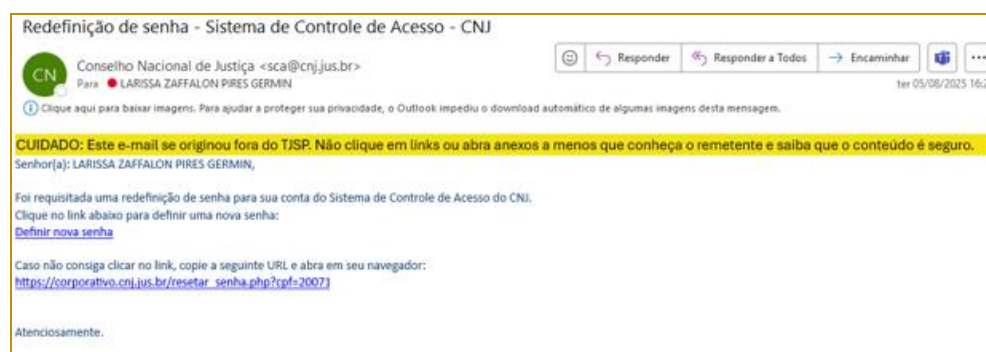 Redefinição de senha - Sistema de Controle de Acesso - CNJ
CN
Conselho Nacional de Justiça <sca@cnj.jus.br>
Para LARISSA ZAFFALON PIRES GERMIN
Responder
Responder a Todos
Encaminhar
ter 05/08/2025 16:2
Clique aqui para baixar imagens. Para ajudar a proteger sua privacidade, o Outlook impediu o download automático de algumas imagens desta mensagem.
CUIDADO: Este e-mail se originou fora do TJSP. Não clique em links ou abra anexos a menos que conheça o remetente e saiba que o conteúdo é seguro.
Senhor(a): LARISSA ZAFFALON PIRES GERMIN,
Foi requisitada uma redefinição de senha para sua conta do Sistema de Controle de Acesso do CNJ.
Clique no link abaixo para definir uma nova senha:
Definir nova senha
Caso não consiga clicar no link, copie a seguinte URL e abra em seu navegador:
https://corporativo.cnj.jus.br/resetar_senha.php?cpf=20073
Atenciosamente.